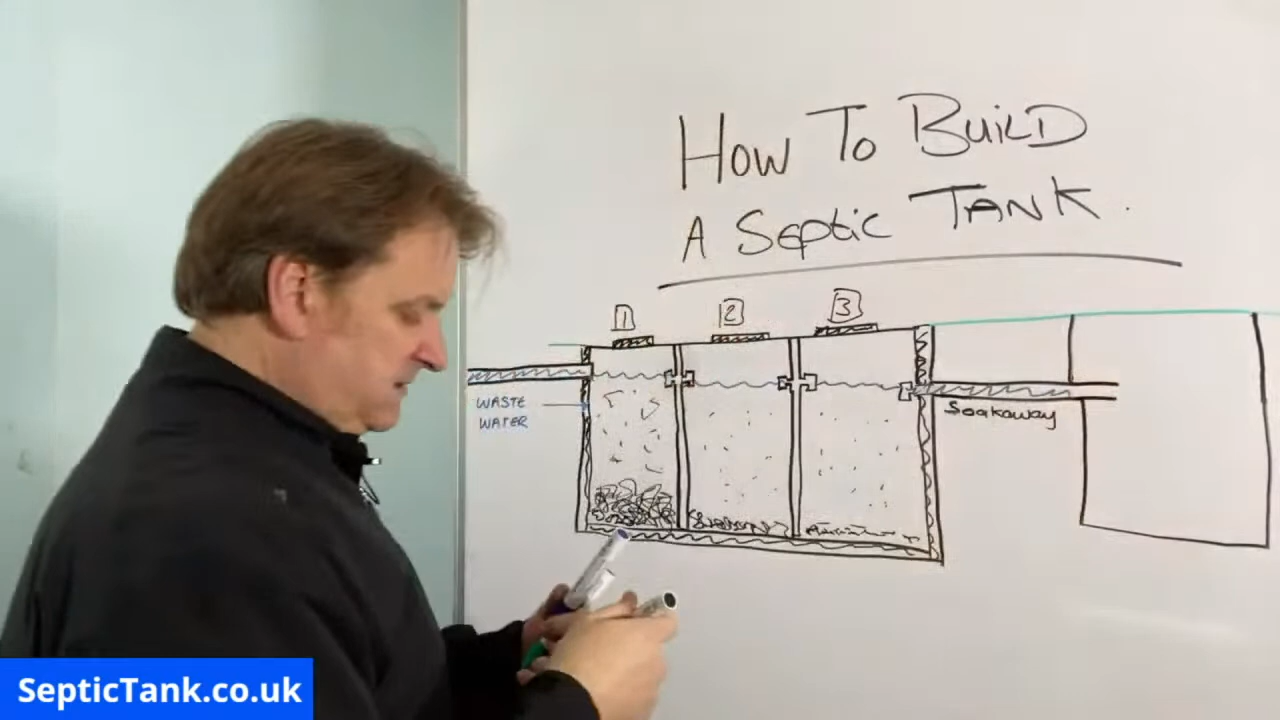 How To Build
A Septic TANK.
1 2 3
WASTE
WATER
Soakaway
SepticTank.co.uk